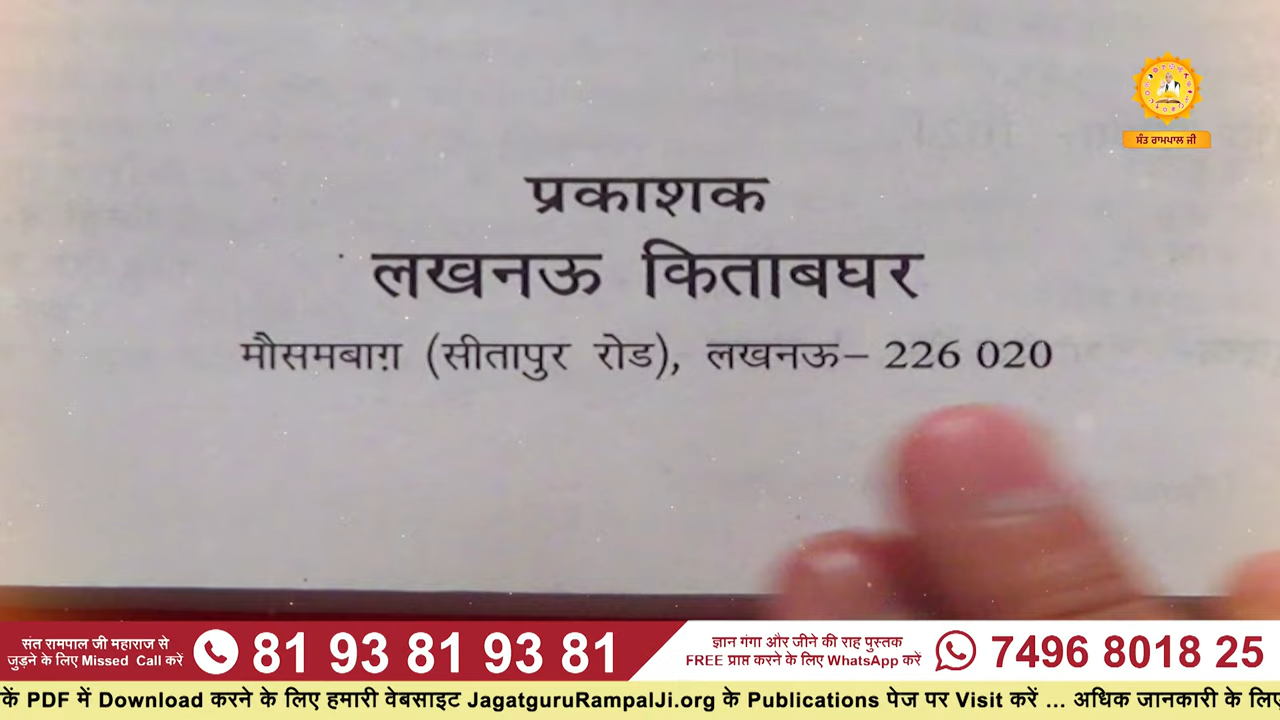 ਸੰਤ ਰਾਮਪਾਲ ਜੀ
प्रकाशक
लखनऊ किताबघर
मौसमबाग़ (सीतापुर रोड), लखनऊ– 226 020
संत रामपाल जी महाराज से
जुड़ने के लिए Missed Call करें
81 93 81 93 81
ज्ञान गंगा और जीने की राह पुस्तक
FREE प्राप्त करने के लिए WhatsApp करें
7496 8018 25
कें PDF में Download करने के लिए हमारी वेबसाइट JagatguruRampalJi.org के Publications पेज पर Visit करें ... अधिक जानकारी के लिए